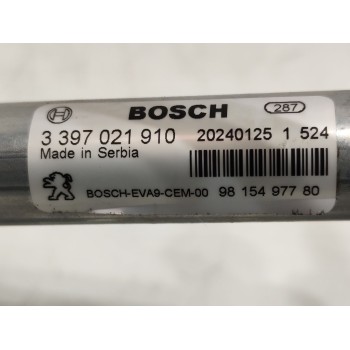 BOSCH 287
3 397 021 910 20240125 1 524
Made in Serbia
BOSCH-EVA9-CEM-00 98 154 977 80